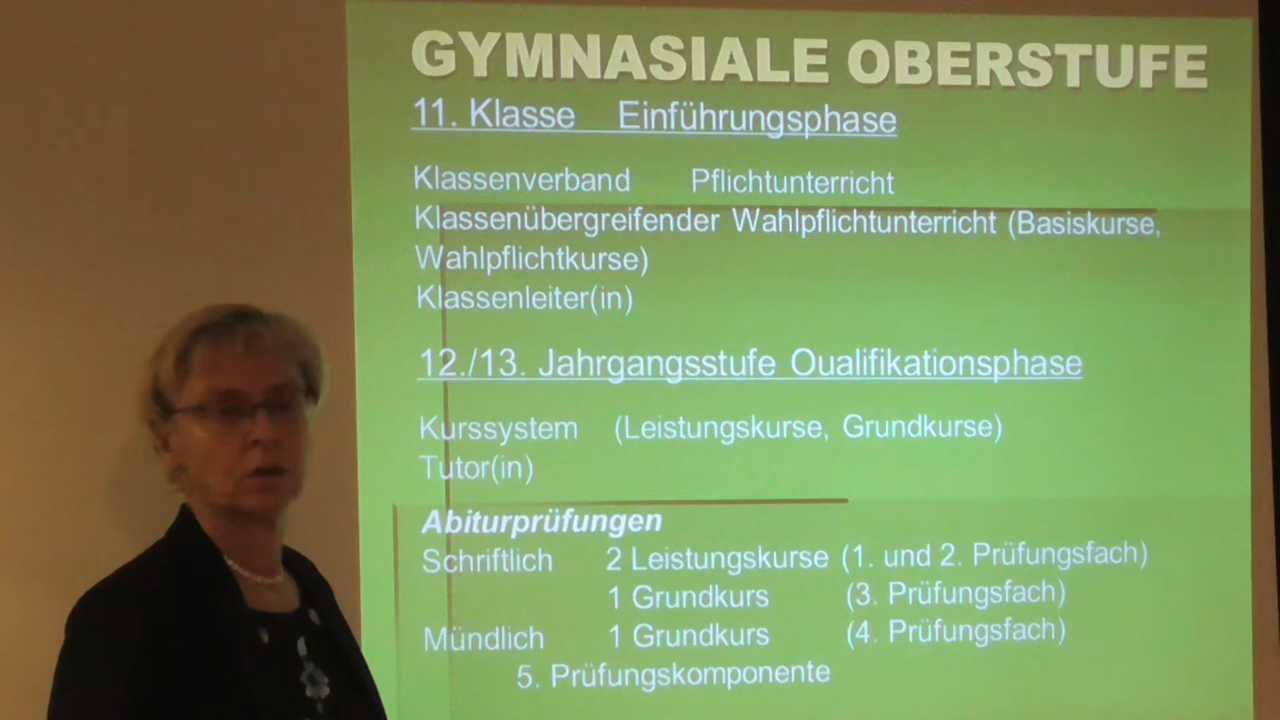 GYMNASIALE OBERSTUFE
11. Klasse Einführungsphase
Klassenverband Pflichtunterricht
Klassenübergreifender Wahlpflichtunterricht (Basiskurse,
Wahlpflichtkurse)
Klassenleiter(in)
12./13. Jahrgangsstufe Qualifikationsphase
Kurssystem (Leistungskurse, Grundkurse)
Tutor(in)
Abiturprüfungen
Schriftlich 2 Leistungskurse (1. und 2. Prüfungsfach)
1 Grundkurs (3. Prüfungsfach)
Mündlich 1 Grundkurs (4. Prüfungsfach)
5. Prüfungskomponente